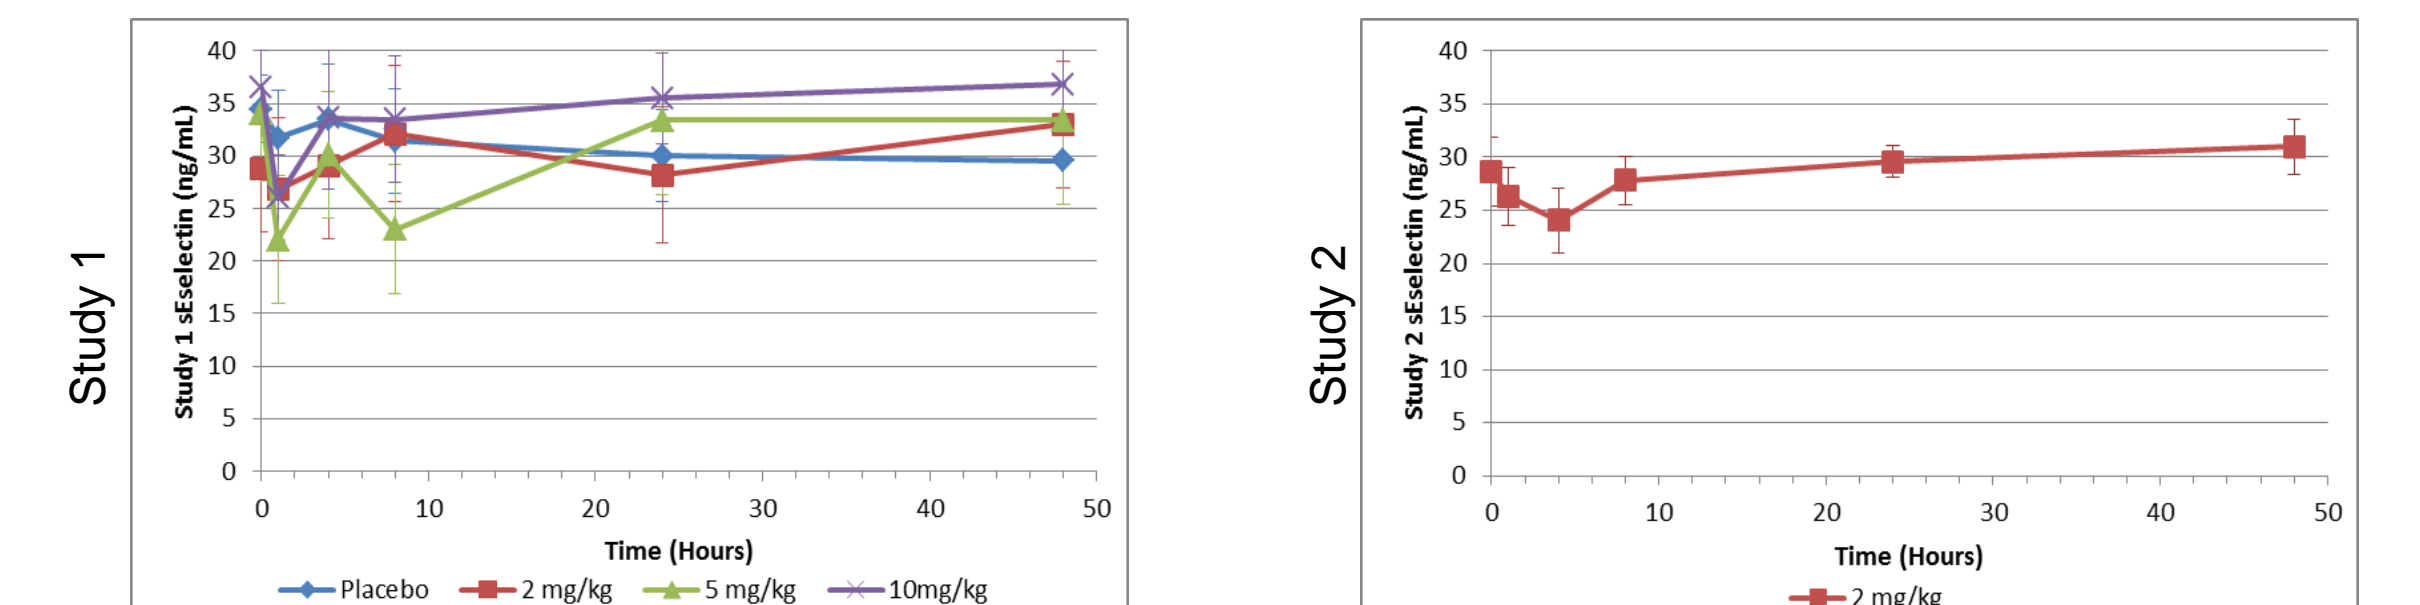 Study 1
Study 1 sEselectin (ng/mL)
40
35
30
25
20
15
10
5
0
0 10 20 30 40 50
Time (Hours)
Placebo 2 mg/kg 5 mg/kg 10mg/kg
Study 2
Study 2 sEselectin (ng/mL)
40
35
30
25
20
15
10
5
0
0 10 20 30 40 50
Time (Hours)
2 mg/kg